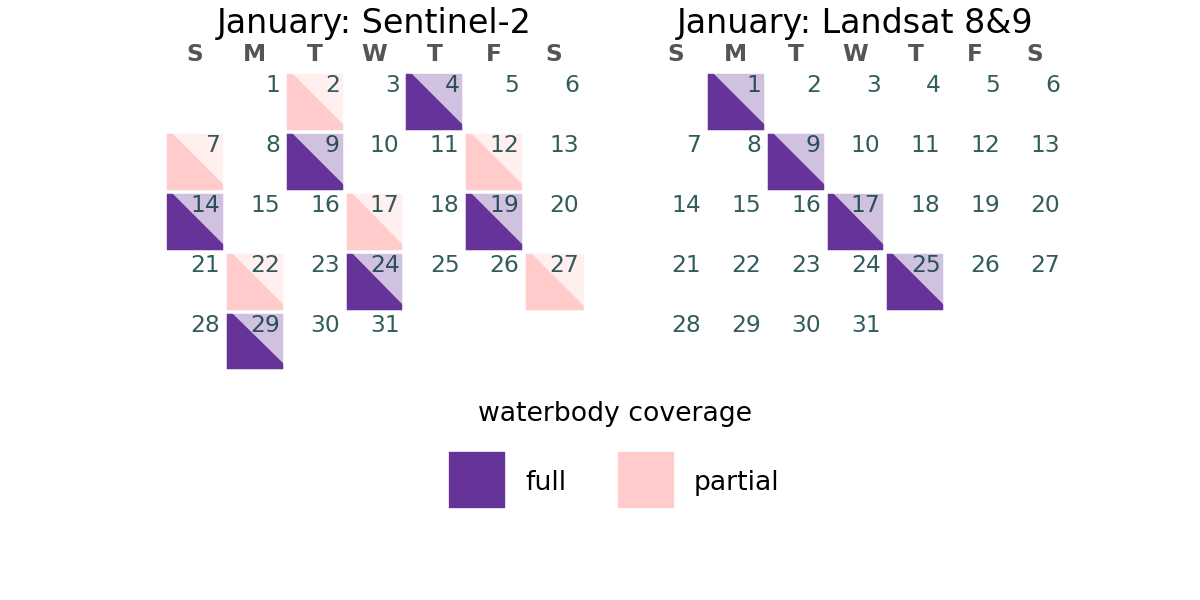 January: Sentinel-2
S M T W T F S
1 2 3 4 5 6
7 8 9 10 11 12 13
14 15 16 17 18 19 20
21 22 23 24 25 26 27
28 29 30 31
January: Landsat 8&9
S M T W T F S
1 2 3 4 5 6
7 8 9 10 11 12 13
14 15 16 17 18 19 20
21 22 23 24 25 26 27
28 29 30 31
waterbody coverage
full partial